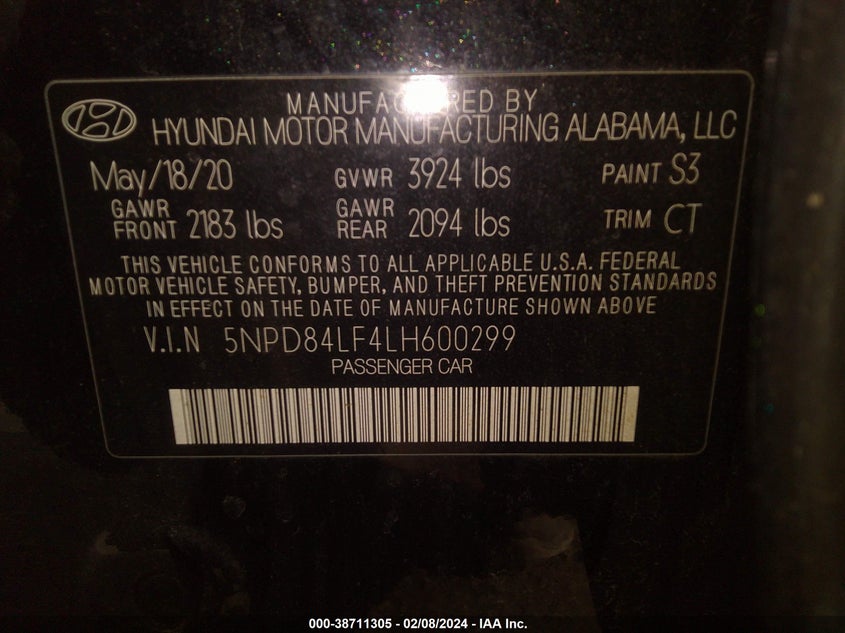 MANUFACTURED BY
HYUNDAI MOTOR MANUFACTURING ALABAMA, LLC
May/18/20 GVWR 3924 lbs PAINT S3
GAWR FRONT 2183 lbs GAWR REAR 2094 lbs TRIM CT
THIS VEHICLE CONFORMS TO ALL APPLICABLE U.S.A. FEDERAL
MOTOR VEHICLE SAFETY, BUMPER, AND THEFT PREVENTION STANDARDS
IN EFFECT ON THE DATE OF MANUFACTURE SHOWN ABOVE
V.I.N 5NPD84LF4LH600299
PASSENGER CAR
000-38711305 - 02/08/2024 - IAA Inc.